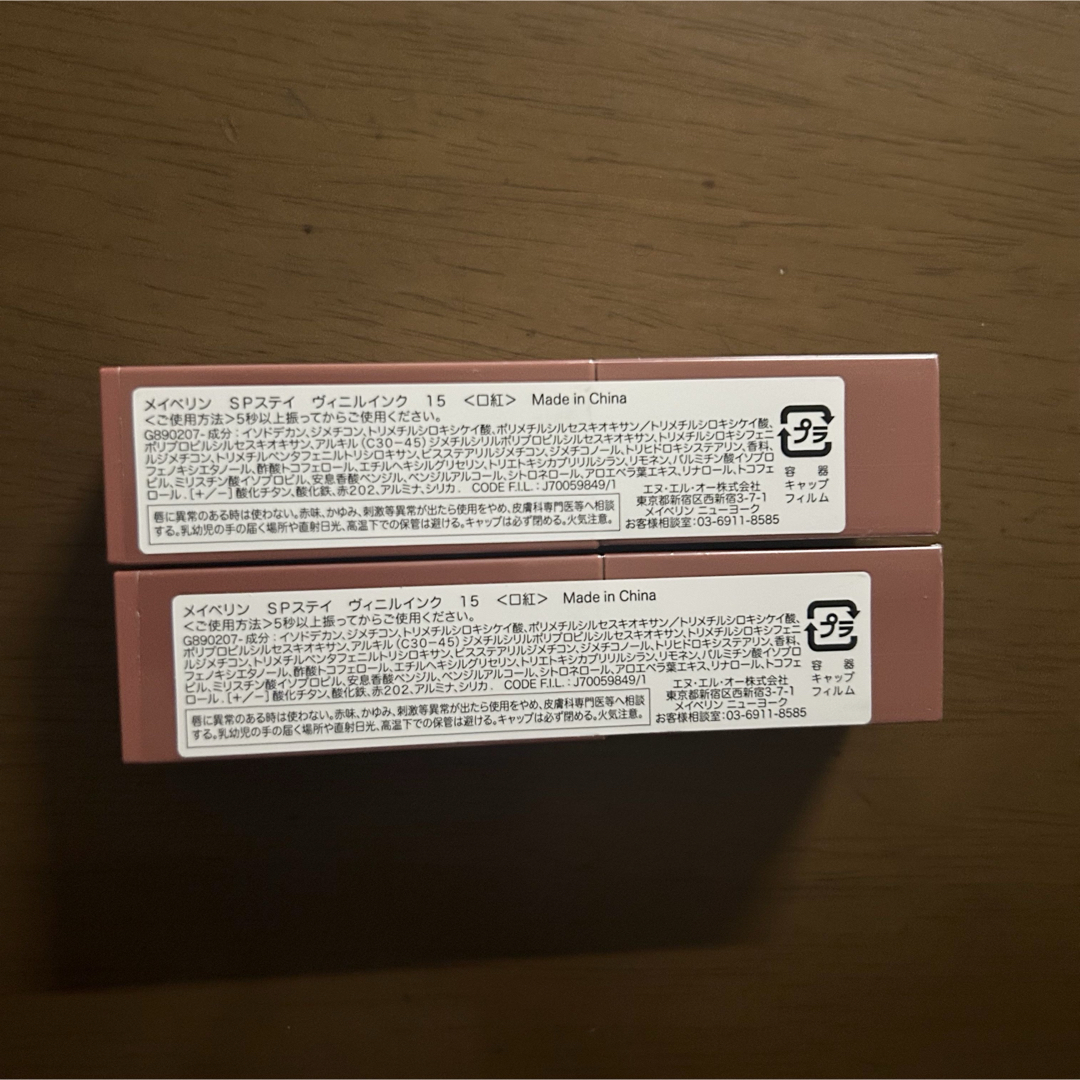 メイベリン SPステイ ヴィニルインク 15 <口紅> Made in China
<ご使用方法>5秒以上振ってからご使用ください。
G890207- 成分：イソドデカン、ジメチコン、トリメチルシロキシケイ酸、ポリメチルシルセスキオキサン/トリメチルシロキシケイ酸、
ポリプロピルシルセスキオキサン、アルキル(C30-45)ジメチルシリルポリプロピルシルセスキオキサン、トリメチルシロキシフェニ
ルジメチコン、トリメチルペンタフェニルトリシロキサン、ビスステアリルジメチコン、ジメチコノール、トリヒドロキシステアリン、香料、
フェノキシエタノール、酢酸トコフェロール、エチルヘキシルグリセリン、トリエトキシカプリリルシラン、リモネン、パルミチン酸イソプロ
ピル、ミリスチン酸イソプロピル、安息香酸ベンジル、ベンジルアルコール、シトロネロール、アロエベラ葉エキス、リナロール、トコフェ
ロール．[+/−]酸化チタン、酸化鉄、赤202、アルミナ、シリカ． CODE F.I.L.：J70059849/1
唇に異常のある時は使わない。赤味、かゆみ、刺激等異常が出たら使用をやめ、皮膚科専門医等へ相談
する。乳幼児の手の届く場所や直射日光、高温下での保管は避ける。キャップは必ず閉める。火気注意。
エヌ・エル・オー株式会社
東京都新宿区西新宿3-7-1
メイベリン ニューヨーク
お客様相談室：03-6911-8585
プラ
容 器
キャップ
フィルム
メイベリン SPステイ ヴィニルインク 15 <口紅> Made in China
<ご使用方法>5秒以上振ってからご使用ください。
G890207- 成分：イソドデカン、ジメチコン、トリメチルシロキシケイ酸、ポリメチルシルセスキオキサン/トリメチルシロキシケイ酸、
ポリプロピルシルセスキオキサン、アルキル(C30-45)ジメチルシリルポリプロピルシルセスキオキサン、トリメチルシロキシフェニ
ルジメチコン、トリメチルペンタフェニルトリシロキサン、ビスステアリルジメチコン、ジメチコノール、トリヒドロキシステアリン、香料、
フェノキシエタノール、酢酸トコフェロール、エチルヘキシルグリセリン、トリエトキシカプリリルシラン、リモネン、パルミチン酸イソプロ
ピル、ミリスチン酸イソプロピル、安息香酸ベンジル、ベンジルアルコール、シトロネロール、アロエベラ葉エキス、リナロール、トコフェ
ロール．[+/−]酸化チタン、酸化鉄、赤202、アルミナ、シリカ． CODE F.I.L.：J70059849/1
唇に異常のある時は使わない。赤味、かゆみ、刺激等異常が出たら使用をやめ、皮膚科専門医等へ相談
する。乳幼児の手の届く場所や直射日光、高温下での保管は避ける。キャップは必ず閉める。火気注意。
エヌ・エル・オー株式会社
東京都新宿区西新宿3-7-1
メイベリン ニューヨーク
お客様相談室：03-6911-8585
プラ
容 器
キャップ
フィルム